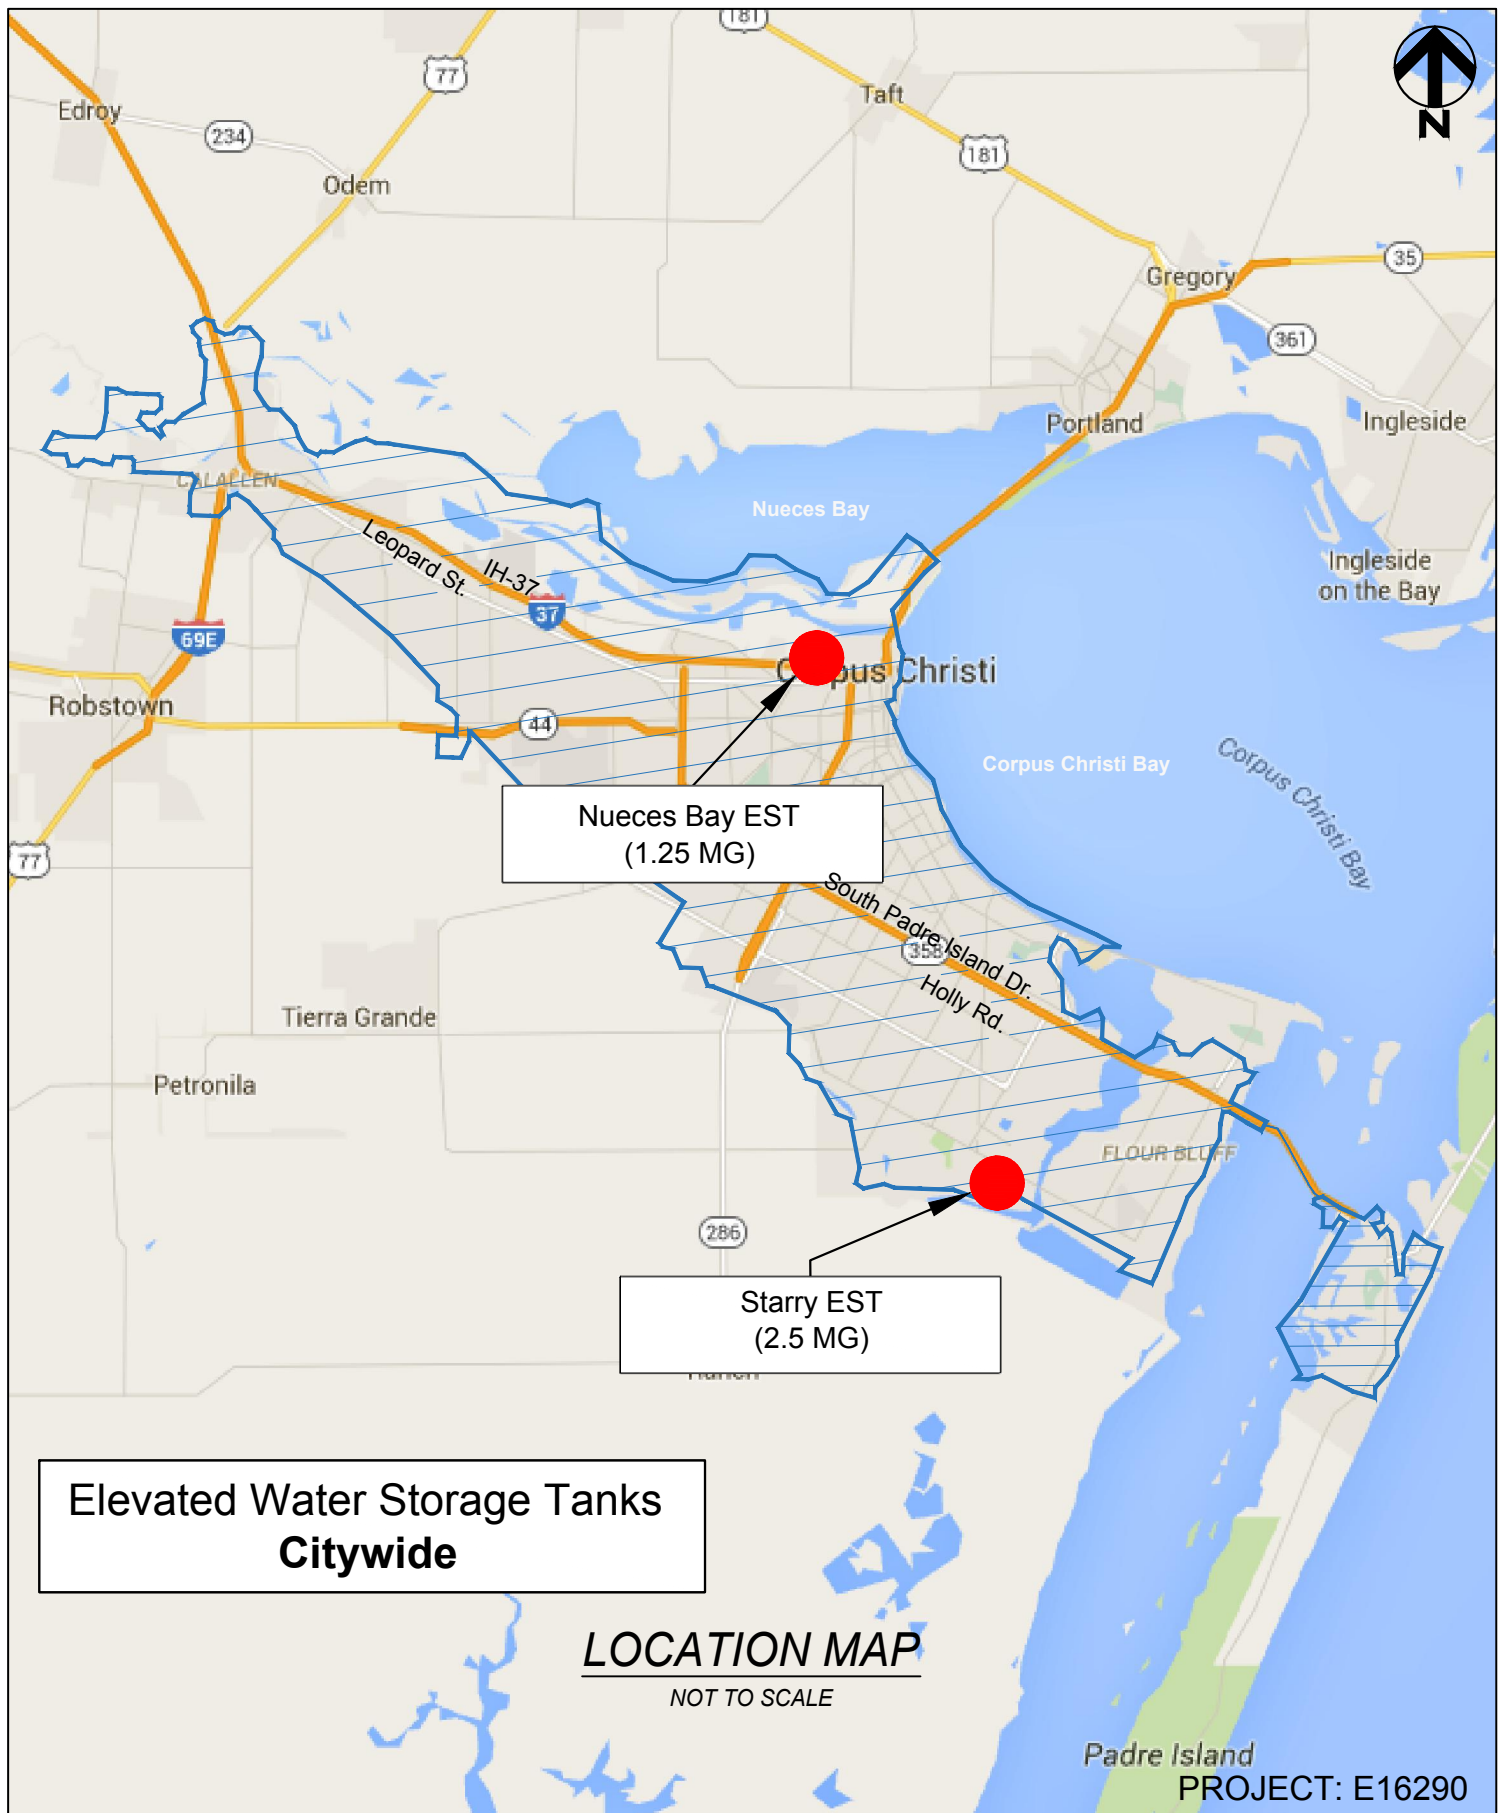 181
77
Edroy
Taft
234
181
Odem
N
35
Gregory
361
Portland
Ingleside
CALALLEN
Nueces Bay
Leopard St.
IH-37
37
Ingleside
on the Bay
69E
Corpus Christi
Robstown
44
Corpus Christi Bay
Corpus Christi Bay
Nueces Bay EST
(1.25 MG)
77
South Padre Island Dr.
358
Holly Rd.
Tierra Grande
Petronila
FLOUR BLUFF
286
Starry EST
(2.5 MG)
Elevated Water Storage Tanks
Citywide
LOCATION MAP
NOT TO SCALE
Padre Island
PROJECT: E16290